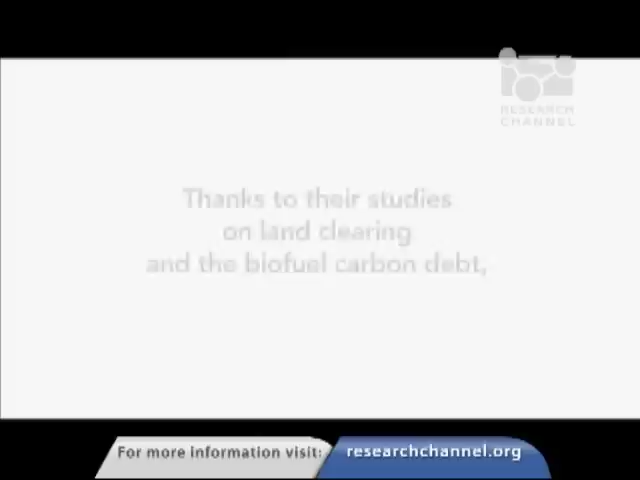 RESEARCH
CHANNEL
Thanks to their studies
on land clearing
and the biofuel carbon debt,
For more information visit:
researchchannel.org